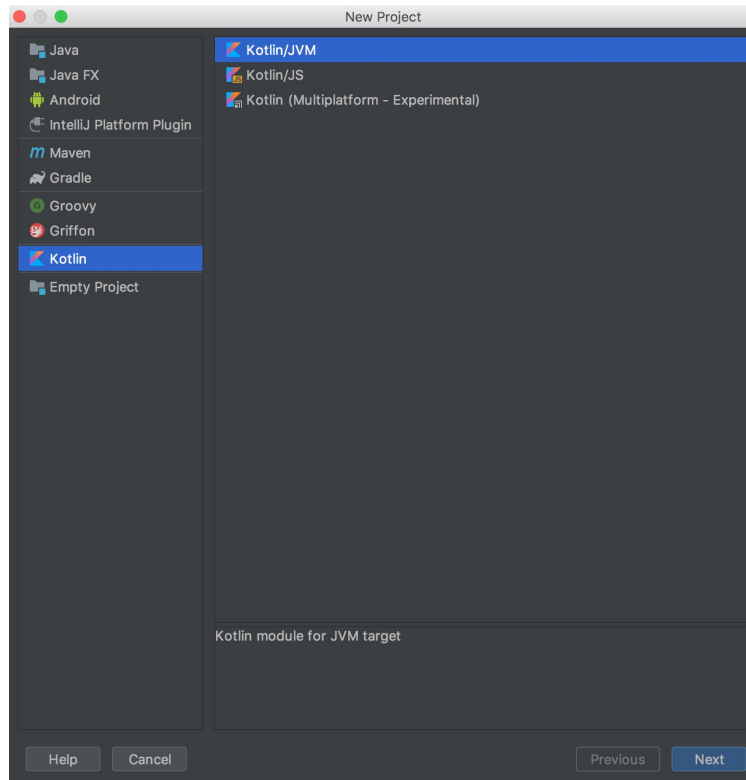 New Project
Java
Java FX
Android
IntelliJ Platform Plugin
Maven
Gradle
Groovy
Griffon
Kotlin
Empty Project
Kotlin/JVM
Kotlin/JS
Kotlin (Multiplatform - Experimental)
Kotlin module for JVM target
Help
Cancel
Previous
Next